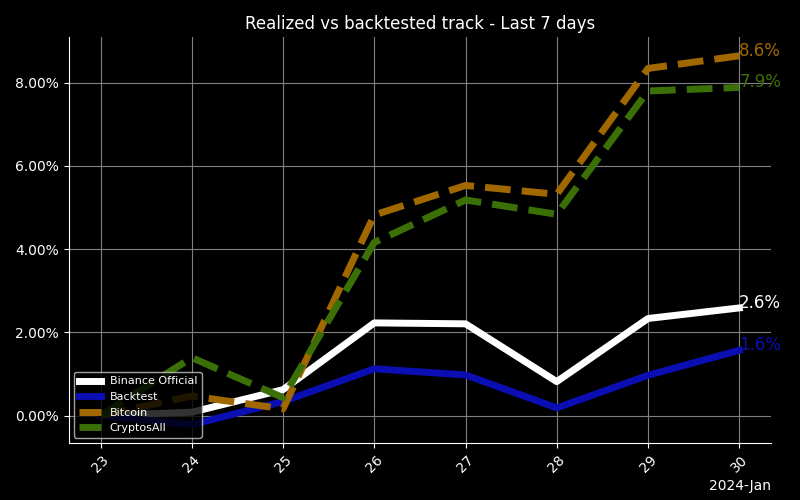 Realized vs backtested track - Last 7 days
8.6%
8.00%
7.9%
6.00%
4.00%
2.6%
2.00%
1.6%
0.00%
Binance Official
Backtest
Bitcoin
CryptosAll
23 24 25 26 27 28 29 30
2024-Jan